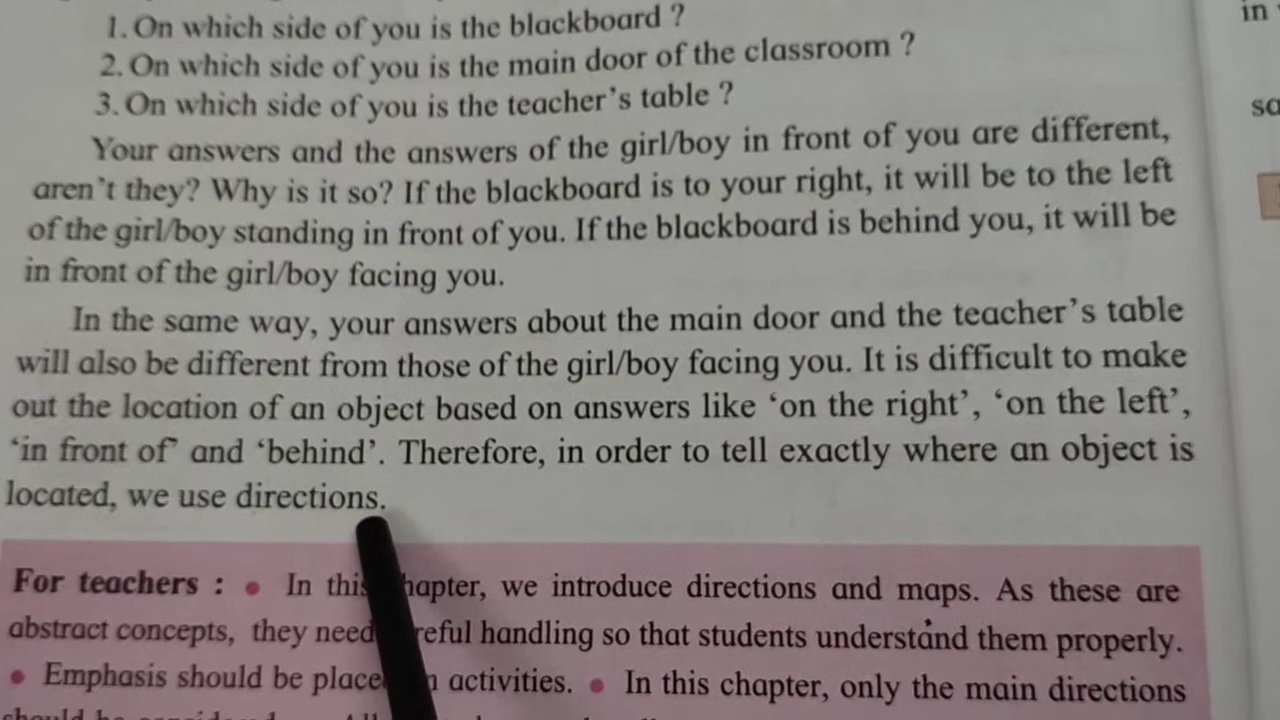 1. On which side of you is the blackboard ?
2. On which side of you is the main door of the classroom ?
3. On which side of you is the teacher's table ?
Your answers and the answers of the girl/boy in front of you are different,
aren't they? Why is it so? If the blackboard is to your right, it will be to the left
of the girl/boy standing in front of you. If the blackboard is behind you, it will be
in front of the girl/boy facing you.
In the same way, your answers about the main door and the teacher's table
will also be different from those of the girl/boy facing you. It is difficult to make
out the location of an object based on answers like ‘on the right’, ‘on the left’,
‘in front of’ and ‘behind’. Therefore, in order to tell exactly where an object is
located, we use directions.
For teachers : • In this chapter, we introduce directions and maps. As these are
abstract concepts, they need careful handling so that students understand them properly.
• Emphasis should be placed on activities. • In this chapter, only the main directions
should be
in